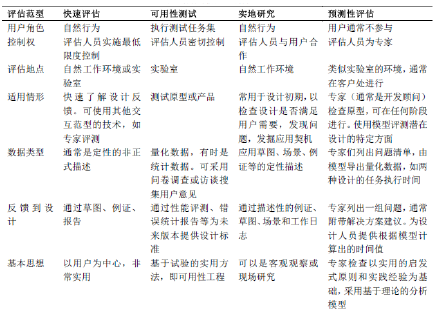 评估范型 快速评估 可用性测试 实地研究 预测性评估
用户角色 自然行为 执行测试任务集 自然行为 用户通常不参与
控制权 评估人员实施最低 评估人员密切控制 评估人员与用户合 评估人员为专家
限度控制 作
评估地点 自然工作环境或实 实验室 自然工作环境 类似实验室的环境，通常
验室 在客户处进行
适用情形 快速了解设计反 测试原型或产品 常用于设计初期，以 专家（通常是开发顾问）
馈。可使用其他交 检查设计是否满足 检查原型，可在任何阶段
互范型的技术，如 用户需要，发现问 进行。使用模型评测潜在
专家评测 题，发掘应用契机 设计的特定方面
数据类型 通常是定性的非正 量化数据，有时是 应用草图、场景、例 专家们列出问题清单，由
式描述 统计数据。可采用 证等的定性描述 模型导出量化数据，如两
问卷调查或访谈搜 种设计的任务执行时间
集用户意见
反馈到设 通过草图、例证、 通过性能评测、错 通过描述性的例证、 专家列出一组问题，通常
计 报告 误统计报告等为未 草图、场景和工作日 附带解决方案建议。为设
来版本提供设计标 志 计人员提供根据模型计
准 算出的时间值
基本思想 以用户为中心，非 基于试验的实用方 可以是客观观察或 专家检查以实用的启发
常实用 法，即可用性工程 现场研究 式原则和实践经验为基
础，采用基于理论的分析
模型